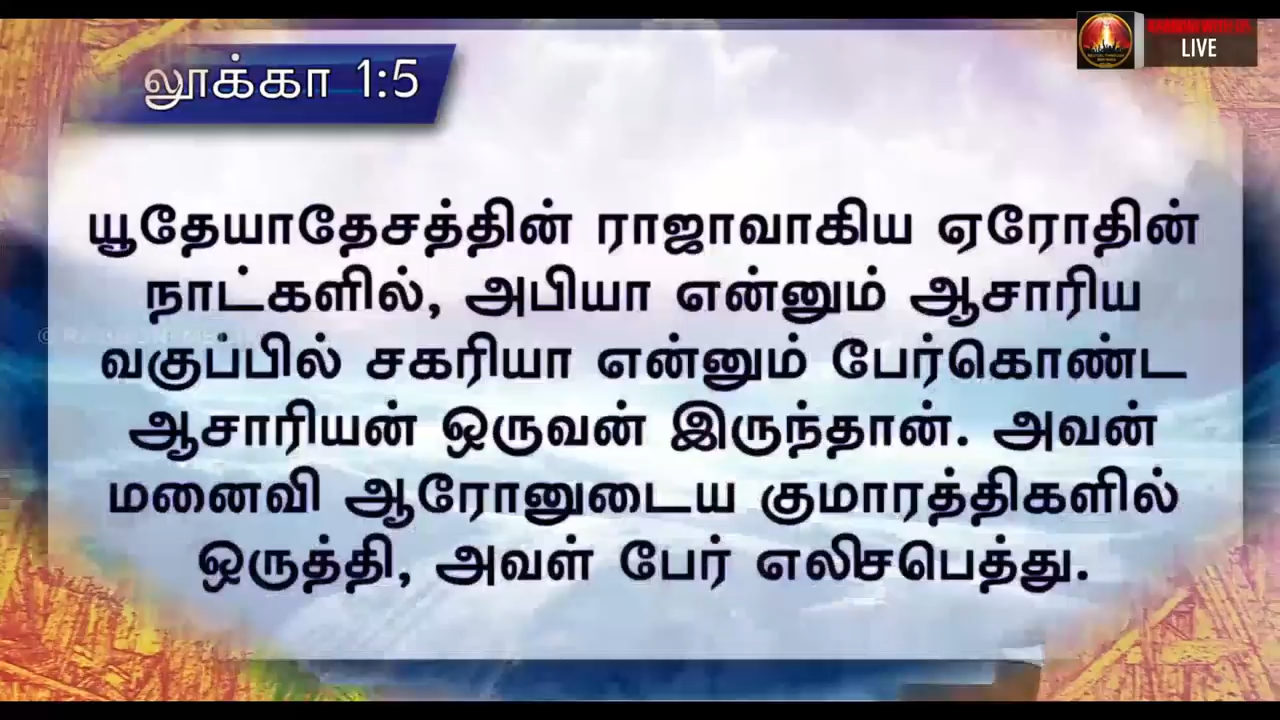 LIVE
லூக்கா 1:5
யூதேயாதேசத்தின் ராஜாவாகிய ஏரோதின்
நாட்களில், அபியா என்னும் ஆசாரிய
வகுப்பில் சகரியா என்னும் பேர்கொண்ட
ஆசாரியன் ஒருவன் இருந்தான். அவன்
மனைவி ஆரோனுடைய குமாரத்திகளில்
ஒருத்தி, அவள் பேர் எலிசபெத்து.